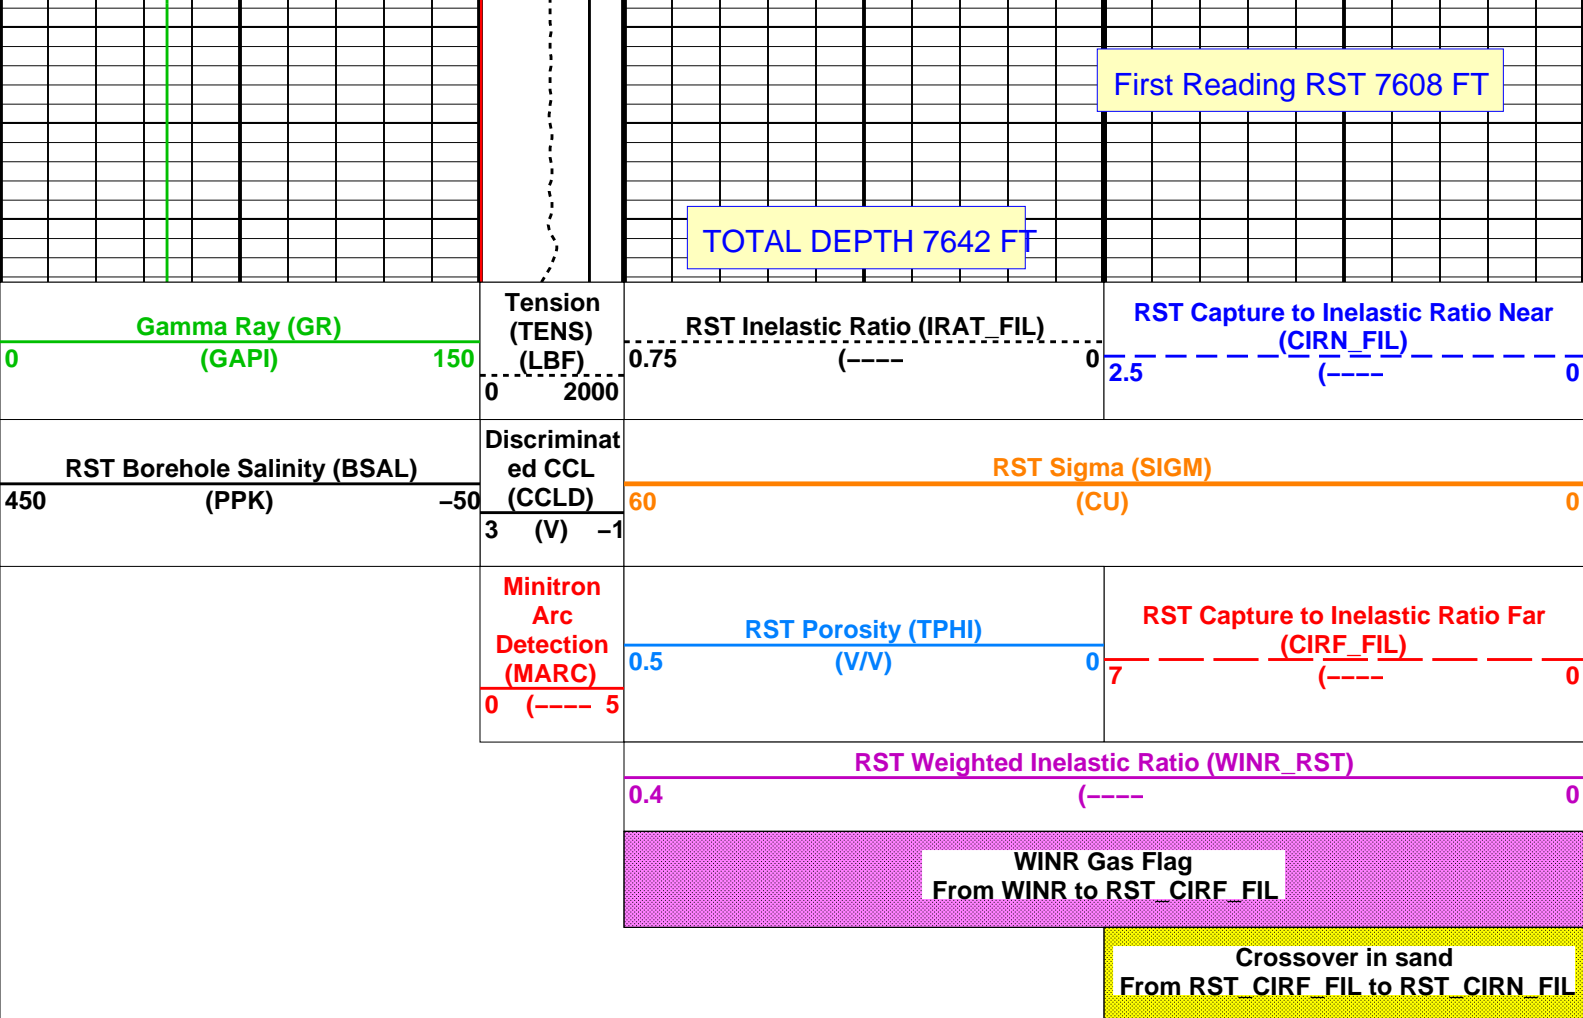 First Reading RST 7608 FT
TOTAL DEPTH 7642 FT
Gamma Ray (GR)
0 (GAPI) 150
Tension
(TENS)
(LBF)
0 2000
RST Inelastic Ratio (IRAT_FIL)
0.75 (−−−− 0
RST Capture to Inelastic Ratio Near
(CIRN_FIL)
2.5 (−−−− 0
RST Borehole Salinity (BSAL)
450 (PPK) −50
Discriminat
ed CCL
(CCLD)
3 (V) −1
RST Sigma (SIGM)
60 (CU) 0
Minitron
Arc
Detection
(MARC)
0 (−−−− 5
RST Porosity (TPHI)
0.5 (V/V) 0
RST Capture to Inelastic Ratio Far
(CIRF_FIL)
7 (−−−− 0
RST Weighted Inelastic Ratio (WINR_RST)
0.4 (−−−− 0
WINR Gas Flag
From WINR to RST_CIRF_FIL
Crossover in sand
From RST_CIRF_FIL to RST_CIRN_FIL